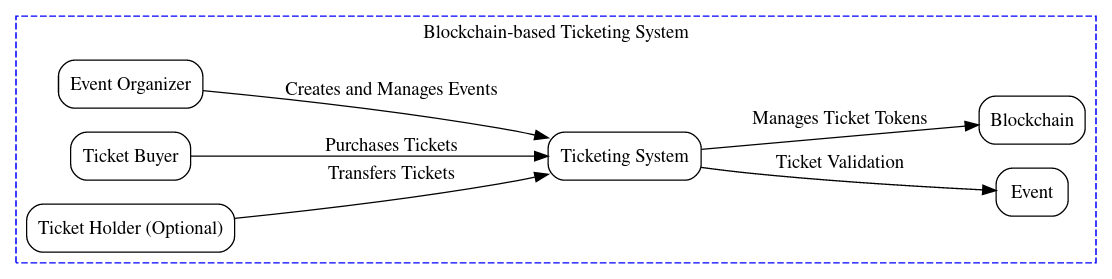 Blockchain-based Ticketing System
Event Organizer
Creates and Manages Events
Ticket Buyer
Purchases Tickets
Transfers Tickets
Ticket Holder (Optional)
Ticketing System
Manages Ticket Tokens
Blockchain
Ticket Validation
Event